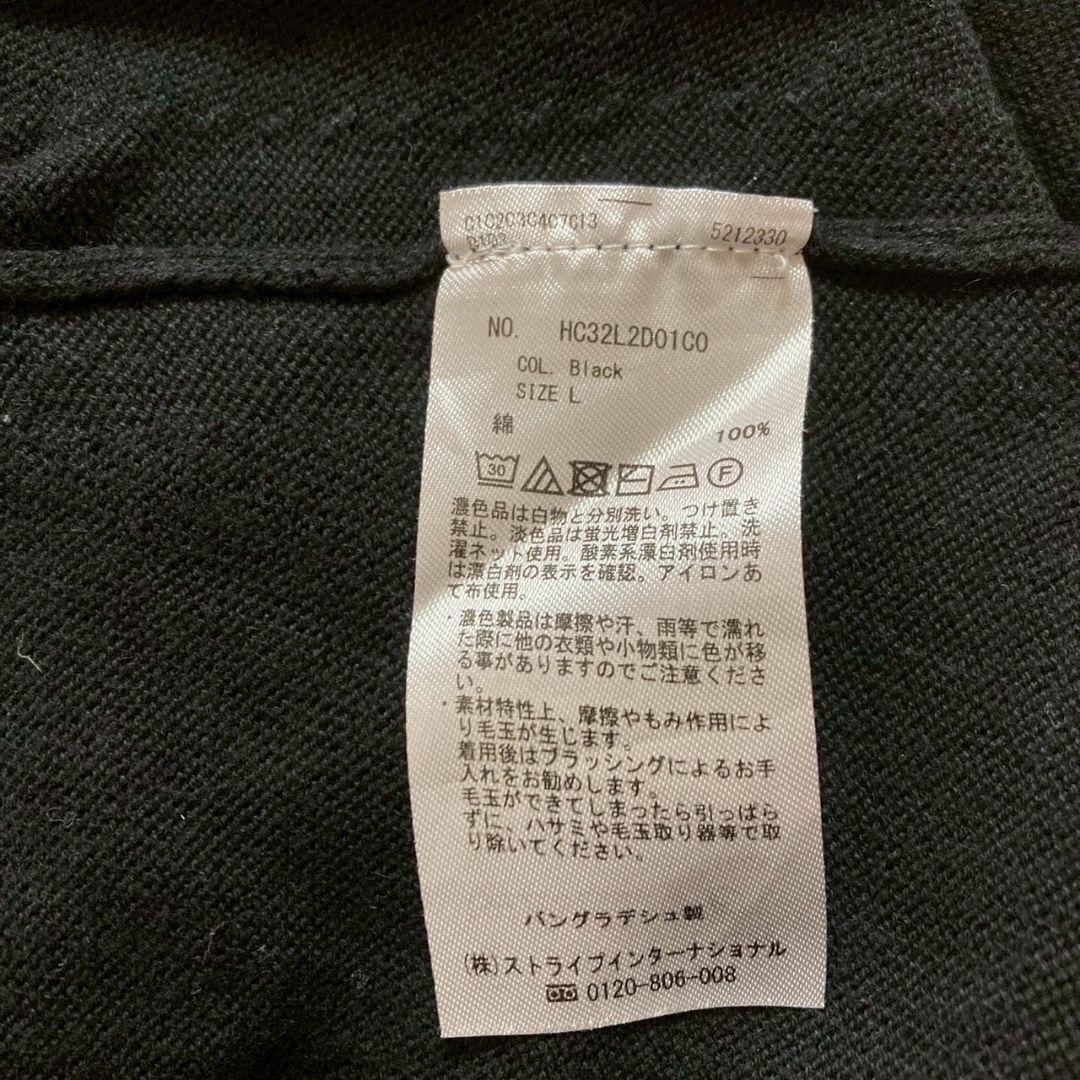 C1C2C3C4C7C13
5212330
NO. HC32L2D01C0
COL. Black
SIZE L
綿 100%
30 F
濃色品は白物と分別洗い。つけ置き
禁止。淡色品は蛍光増白剤禁止。洗
濯ネット使用。酸素系漂白剤使用時
は漂白剤の表示を確認。アイロンあ
て布使用。
・濃色製品は摩擦や汗、雨等で濡れ
た際に他の衣類や小物類に色が移
る事がありますのでご注意くださ
い。
・素材特性上、摩擦やもみ作用によ
り毛玉が生じます。
着用後はブラッシングによるお手
入れをお勧めします。
毛玉ができてしまったら引っぱら
ずに、ハサミや毛玉取り器等で取
り除いてください。
バングラデシュ製
(株)ストライプインターナショナル
0120-806-008